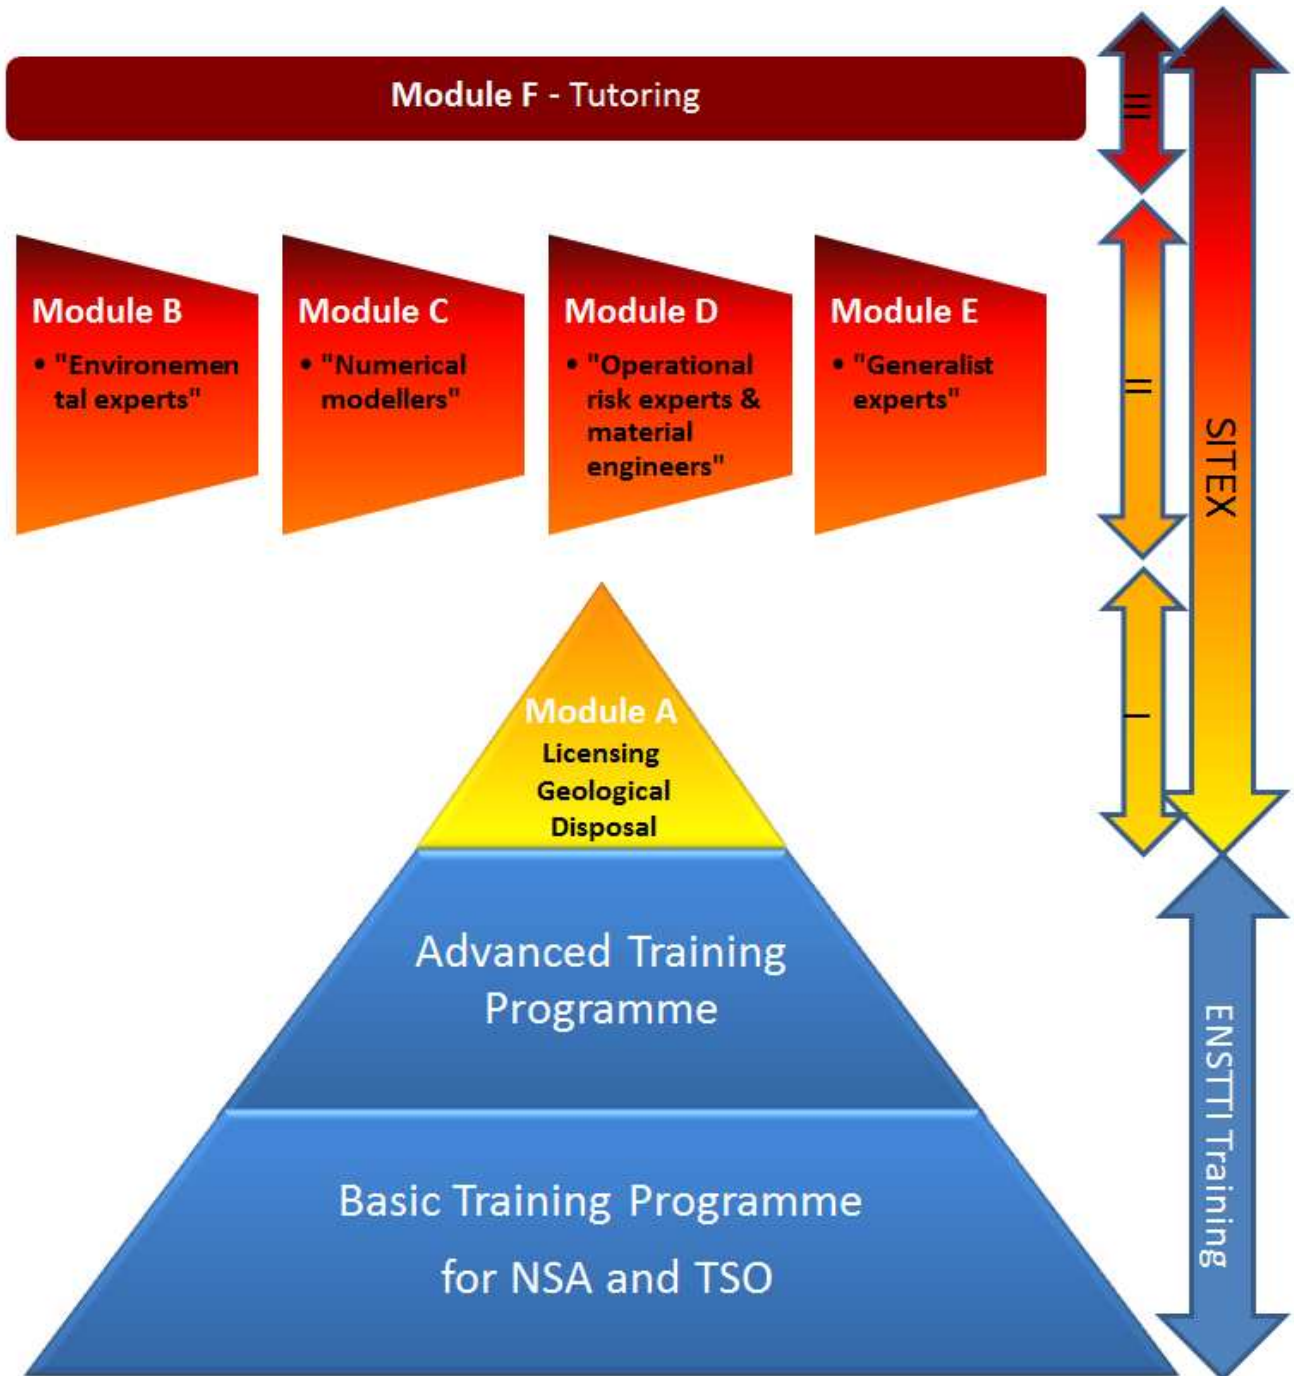 Module F - Tutoring
III
Module B
• "Environemen
tal experts"
Module C
• "Numerical
modellers"
Module D
• "Operational
risk experts &
material
engineers"
Module E
• "Generalist
experts"
II
SITEX
Module A
Licensing
Geological
Disposal
I
Advanced Training
Programme
ENSTTI Training
Basic Training Programme
for NSA and TSO